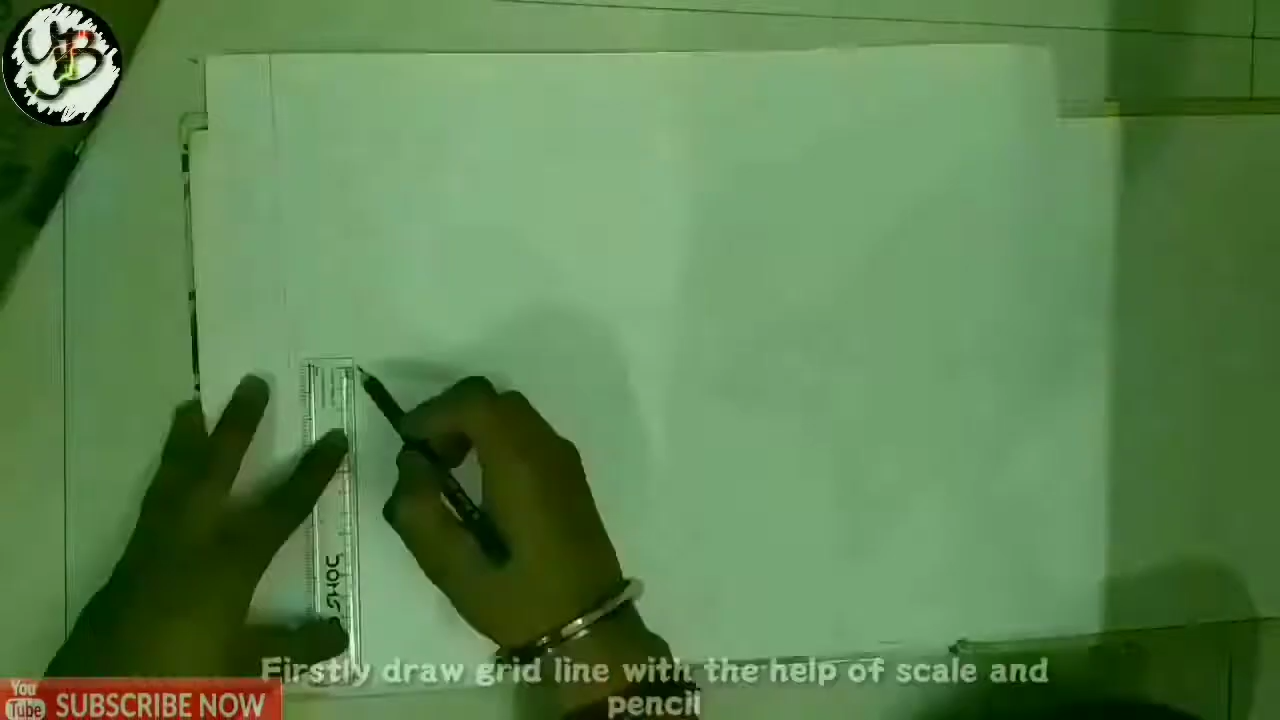 Firstly draw grid line with the help of scale and
pencil
You
Tube
SUBSCRIBE NOW